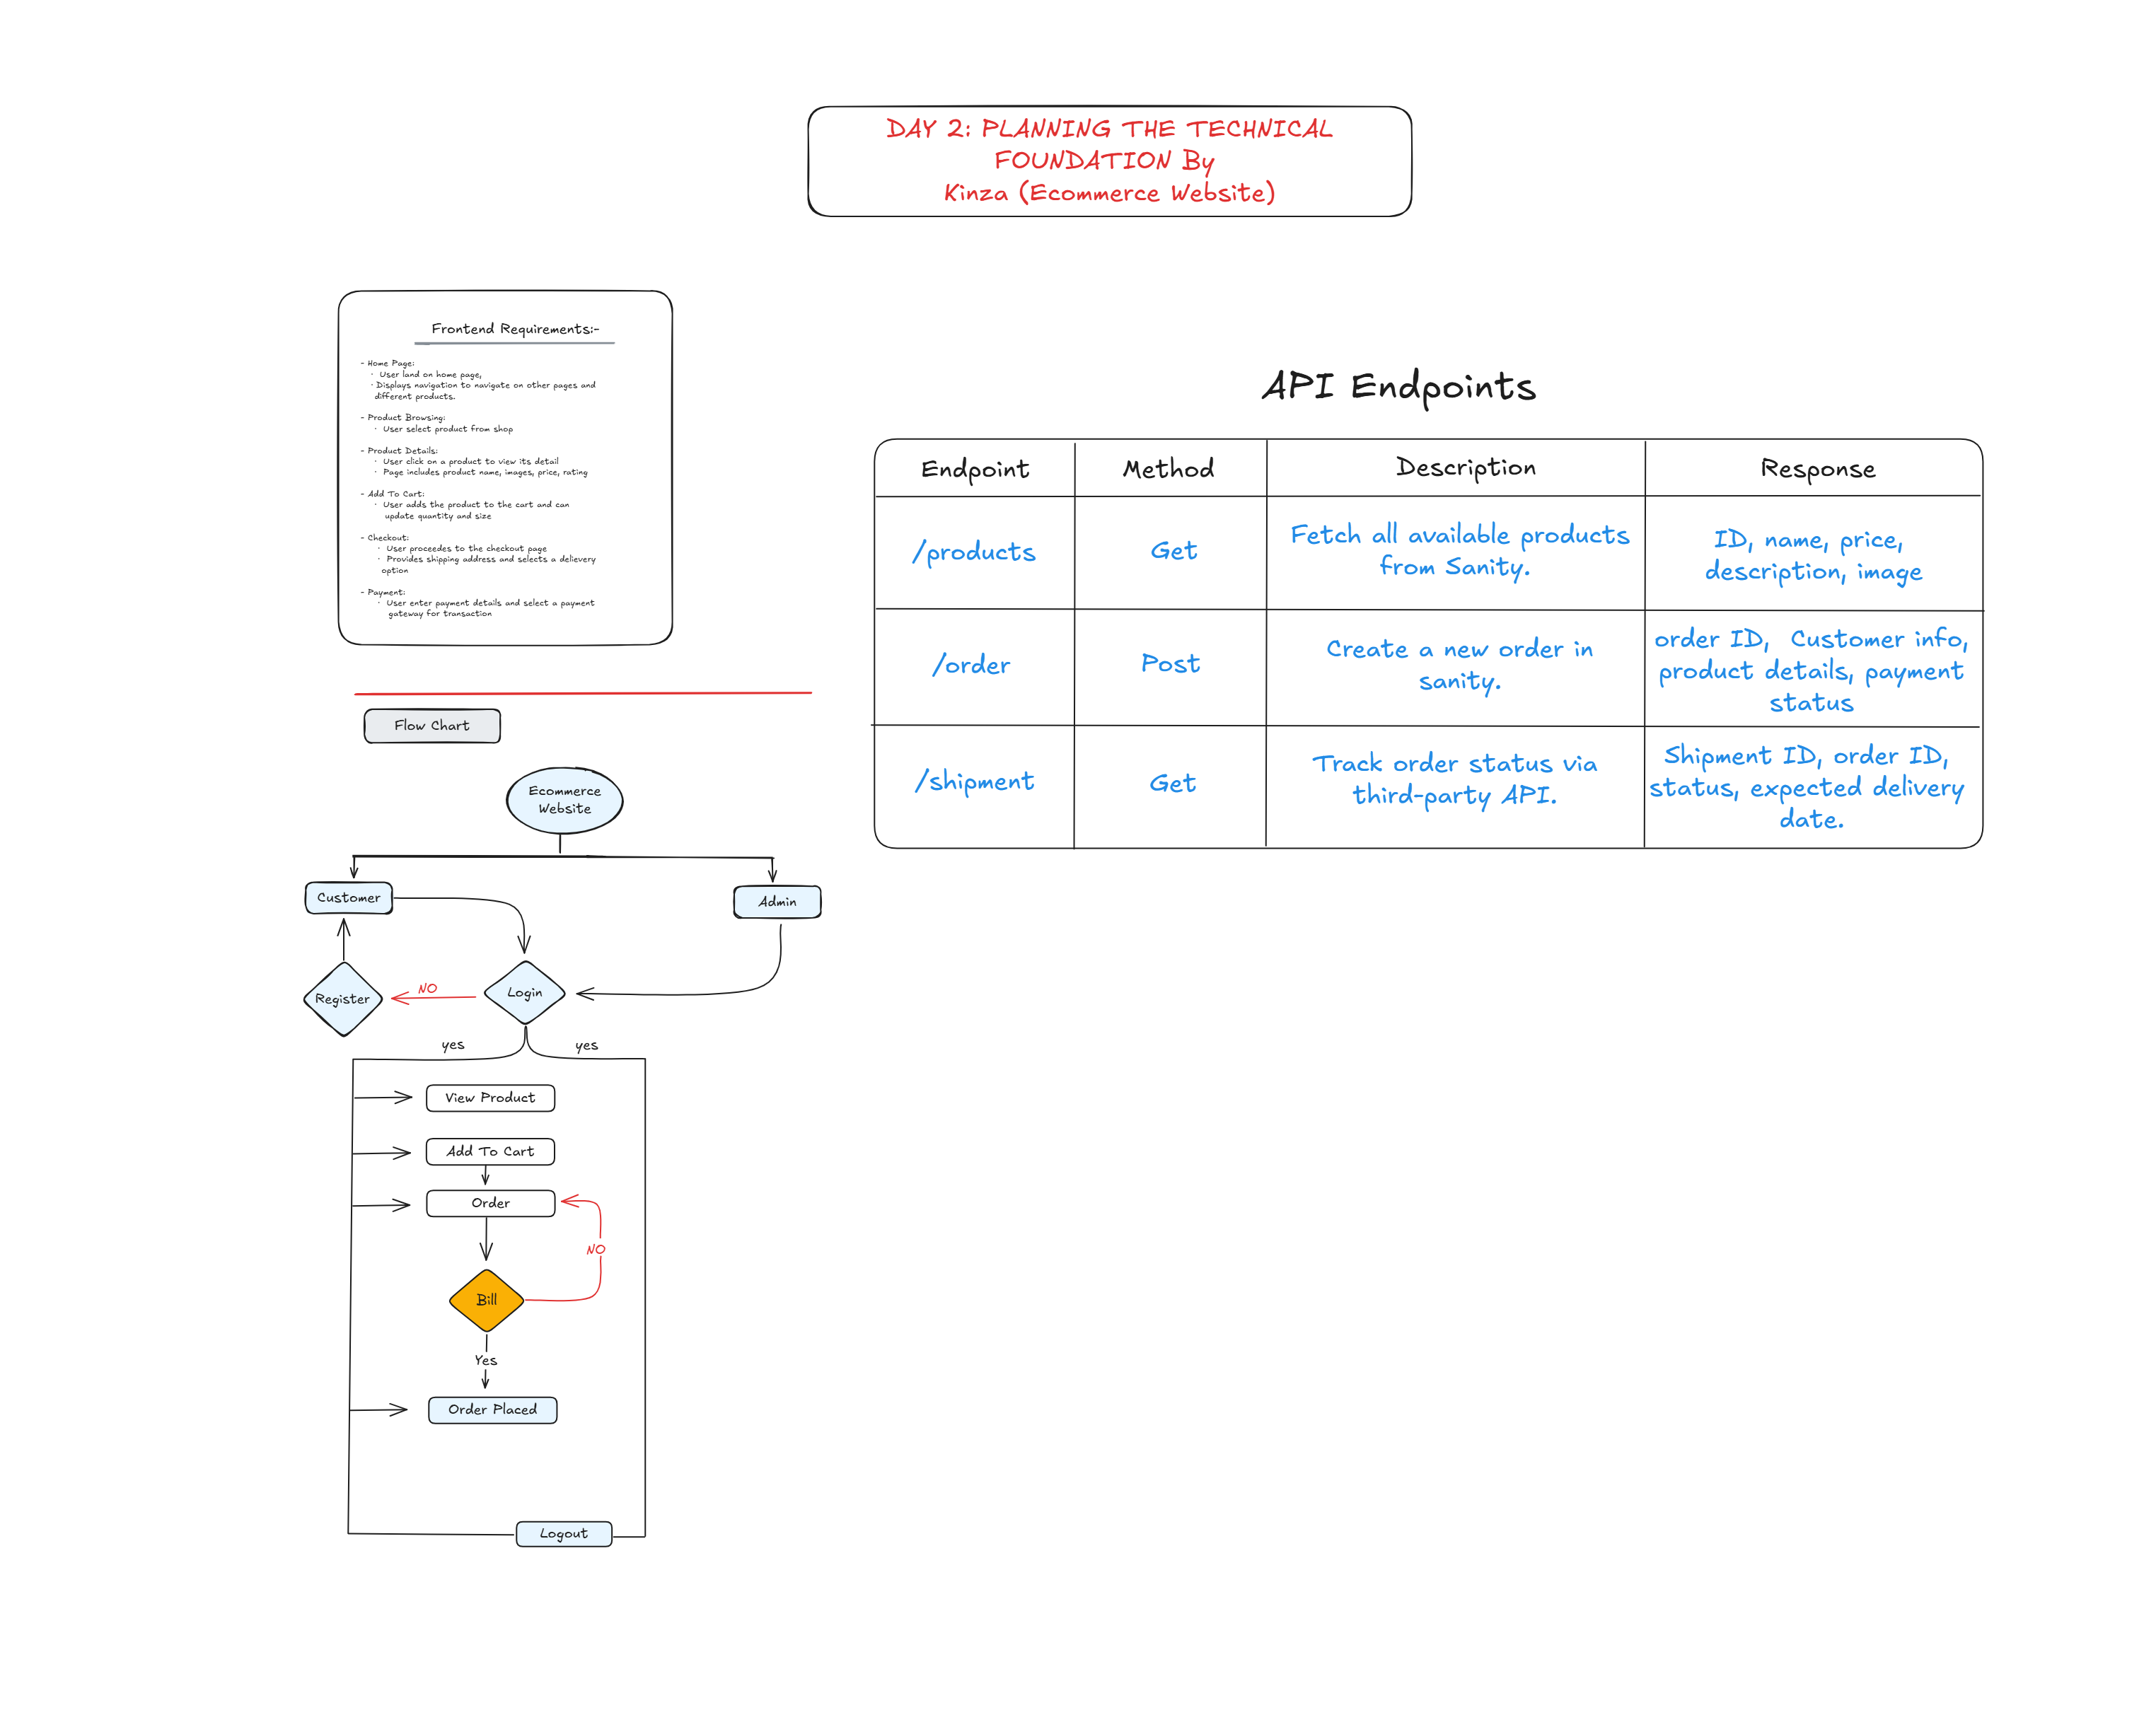 DAY 2: PLANNING THE TECHNICAL
FOUNDATION By
Kinza (Ecommerce Website)
Frontend Requirements:-
- Home Page:
· User land on home page,
· Displays navigation to navigate on other pages and
different products.
- Product Browsing:
· User select product from shop
- Product Details:
· User click on a product to view its detail
· Page includes product name, images, price, rating
- Add To Cart:
· User adds the product to the cart and can
update quantity and size
- Checkout:
· User proceedes to the checkout page
· Provides shipping address and selects a delievery
option
- Payment:
· User enter payment details and select a payment
gateway for transaction
API Endpoints
Endpoint Method Description Response
/products Get
Fetch all available products
from Sanity.
ID, name, price,
description, image
/order Post
Create a new order in
sanity.
order ID, Customer info,
product details, payment
status
/shipment Get
Track order status via
third-party API.
Shipment ID, order ID,
status, expected delivery
date.
Flow Chart
Ecommerce
Website
Customer
Admin
Register
NO
Login
yes
yes
View Product
Add To Cart
Order
NO
Bill
Yes
Order Placed
Logout